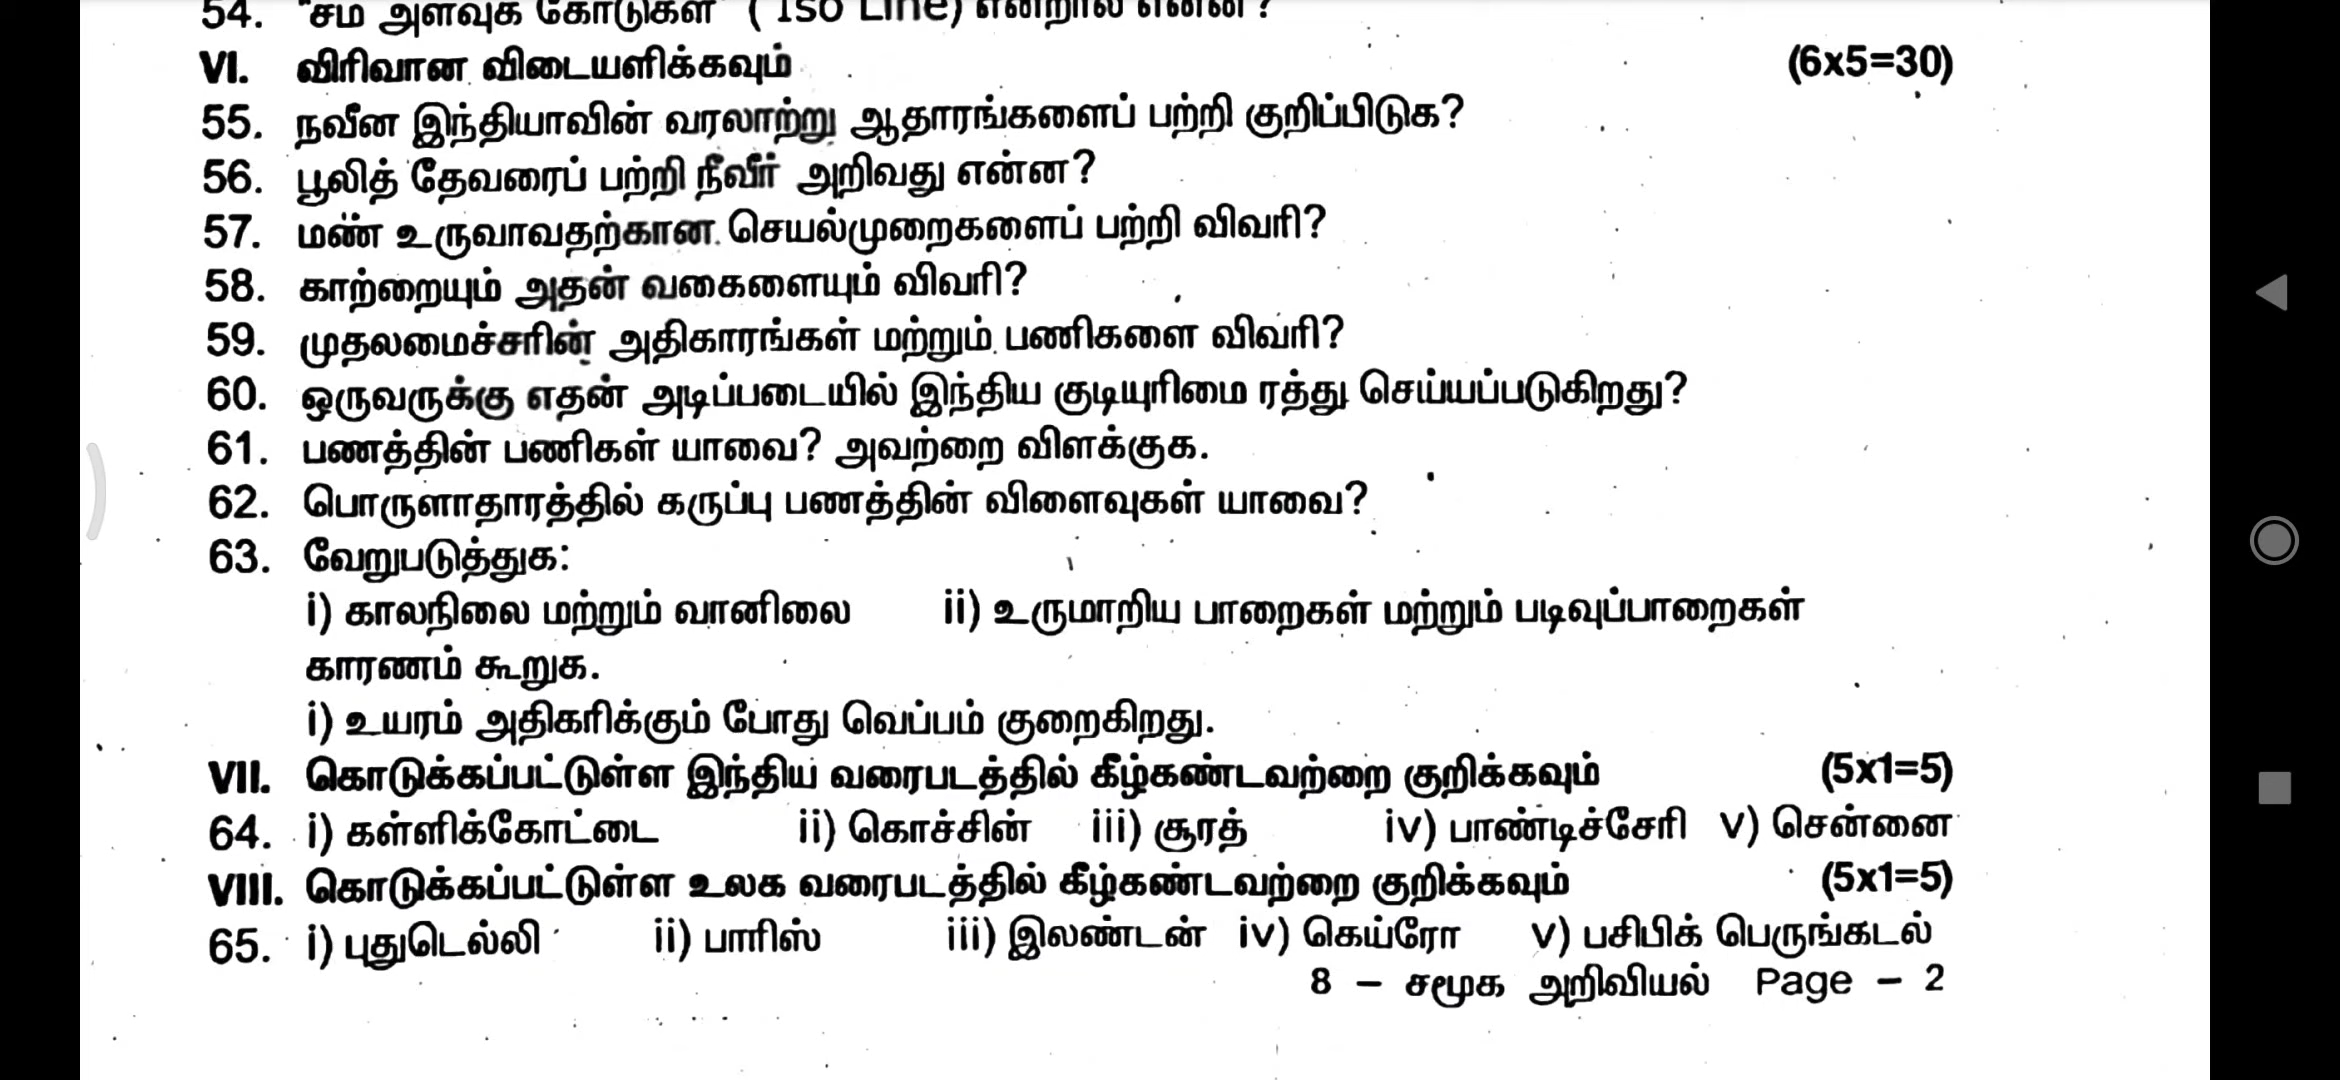 54. "சம அளவுக் கோடுகள்" ( Iso Line) என்றால் என்ன ?
VI. விரிவான விடையளிக்கவும் (6x5=30)
55. நவீன இந்தியாவின் வரலாற்று ஆதாரங்களைப் பற்றி குறிப்பிடுக?
56. பூலித் தேவரைப் பற்றி நீவீர் அறிவது என்ன?
57. மண் உருவாவதற்கான செயல்முறைகளைப் பற்றி விவரி?
58. காற்றையும் அதன் வகைளையும் விவரி?
59. முதலமைச்சரின் அதிகாரங்கள் மற்றும் பணிகளை விவரி?
60. ஒருவருக்கு எதன் அடிப்படையில் இந்திய குடியுரிமை ரத்து செய்யப்படுகிறது?
61. பணத்தின் பணிகள் யாவை? அவற்றை விளக்குக.
62. பொருளாதாரத்தில் கருப்பு பணத்தின் விளைவுகள் யாவை?
63. வேறுபடுத்துக:
i) காலநிலை மற்றும் வானிலை ii) உருமாறிய பாறைகள் மற்றும் படிவுப்பாறைகள்
காரணம் கூறுக.
i) உயரம் அதிகரிக்கும் போது வெப்பம் குறைகிறது.
VII. கொடுக்கப்பட்டுள்ள இந்திய வரைபடத்தில் கீழ்கண்டவற்றை குறிக்கவும் (5x1=5)
64. i) கள்ளிக்கோட்டை ii) கொச்சின் iii) சூரத் iv) பாண்டிச்சேரி v) சென்னை
VIII. கொடுக்கப்பட்டுள்ள உலக வரைபடத்தில் கீழ்கண்டவற்றை குறிக்கவும் (5x1=5)
65. i) புதுடெல்லி ii) பாரிஸ் iii) இலண்டன் iv) கெய்ரோ v) பசிபிக் பெருங்கடல்
8 – சமூக அறிவியல் Page – 2